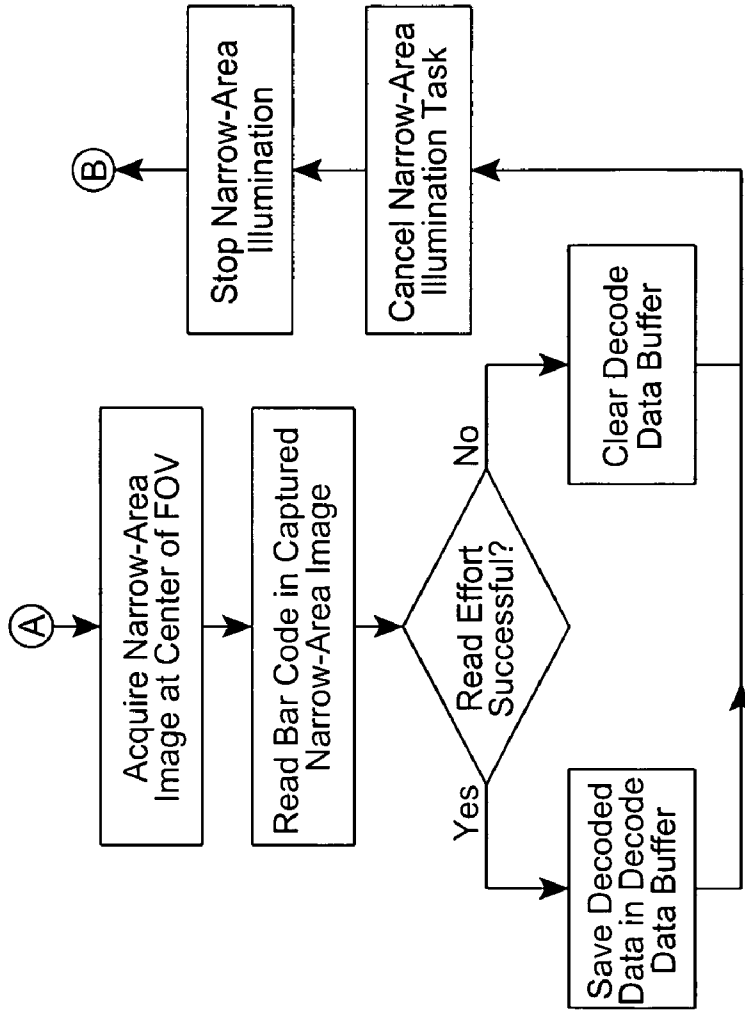 A
Acquire Narrow-Area
Image at Center of FOV
Read Bar Code in Captured
Narrow-Area Image
Read Effort
Successful?
Yes
No
Save Decoded
Data in Decode
Data Buffer
Clear Decode
Data Buffer
Cancel Narrow-Area
Illumination Task
Stop Narrow-Area
Illumination
B